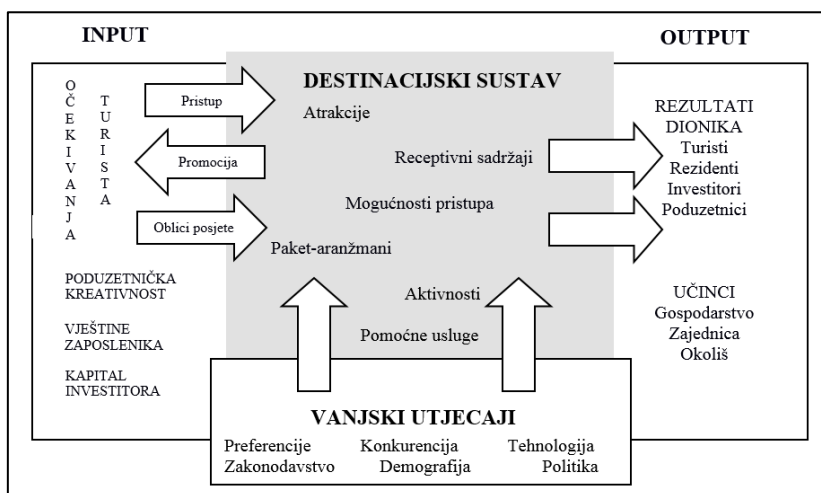 INPUT
OČEKIVANJA
TURISTA
Pristup
Promocija
Oblici posjete
PODUZETNIČKA
KREATIVNOST
VJEŠTINE
ZAPOSLENIKA
KAPITAL
INVESTITORA
DESTINACIJSKI SUSTAV
Atrakcije
Receptivni sadržaji
Mogućnosti pristupa
Paket-aranžmani
Aktivnosti
Pomoćne usluge
OUTPUT
REZULTATI
DIONIKA
Turisti
Rezidenti
Investitori
Poduzetnici
UČINCI
Gospodarstvo
Zajednica
Okoliš
VANJSKI UTJECAJI
Preferencije Konkurencija Tehnologija
Zakonodavstvo Demografija Politika